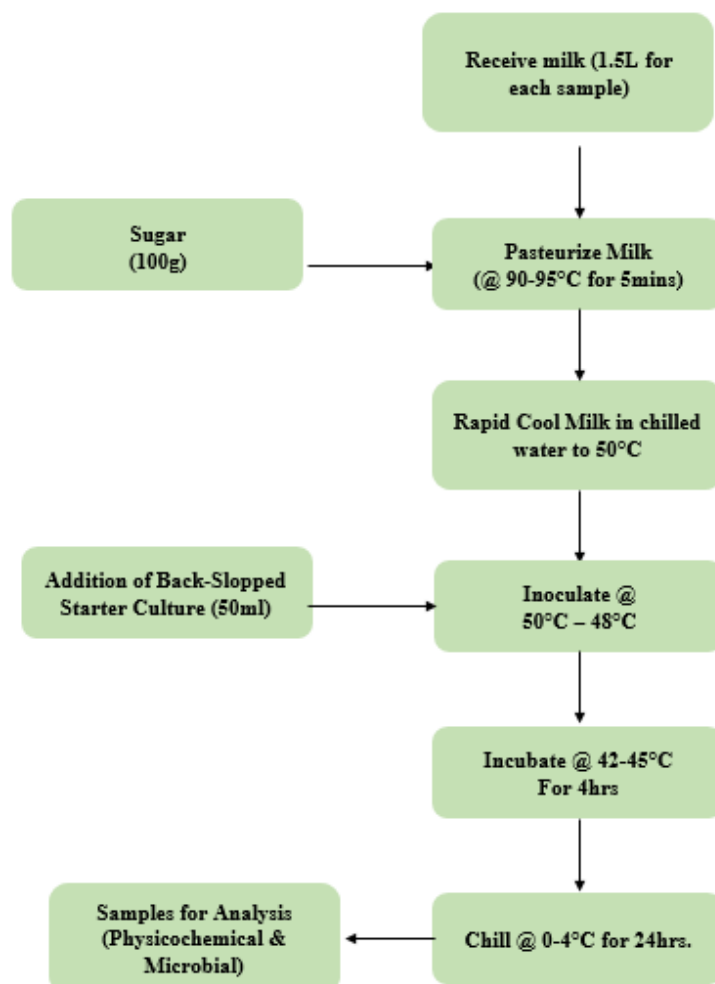 Receive milk (1.5L for
each sample)
Sugar
(100g)
Pasteurize Milk
(@ 90-95°C for 5mins)
Rapid Cool Milk in chilled
water to 50°C
Addition of Back-Slopped
Starter Culture (50ml)
Inoculate @
50°C – 48°C
Incubate @ 42-45°C
For 4hrs
Samples for Analysis
(Physicochemical &
Microbial)
Chill @ 0-4°C for 24hrs.